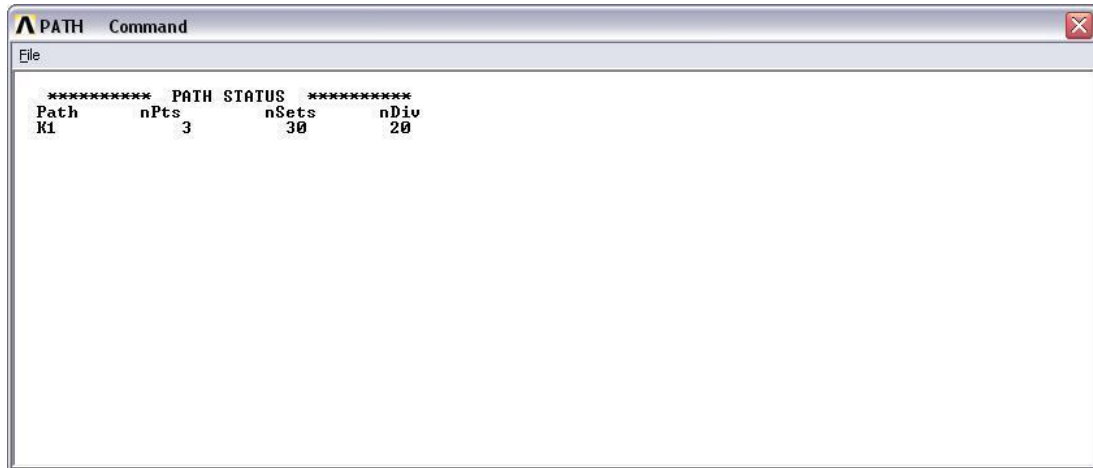 PATH Command
File
********** PATH STATUS **********
Path nPts nSets nDiv
K1 3 30 20